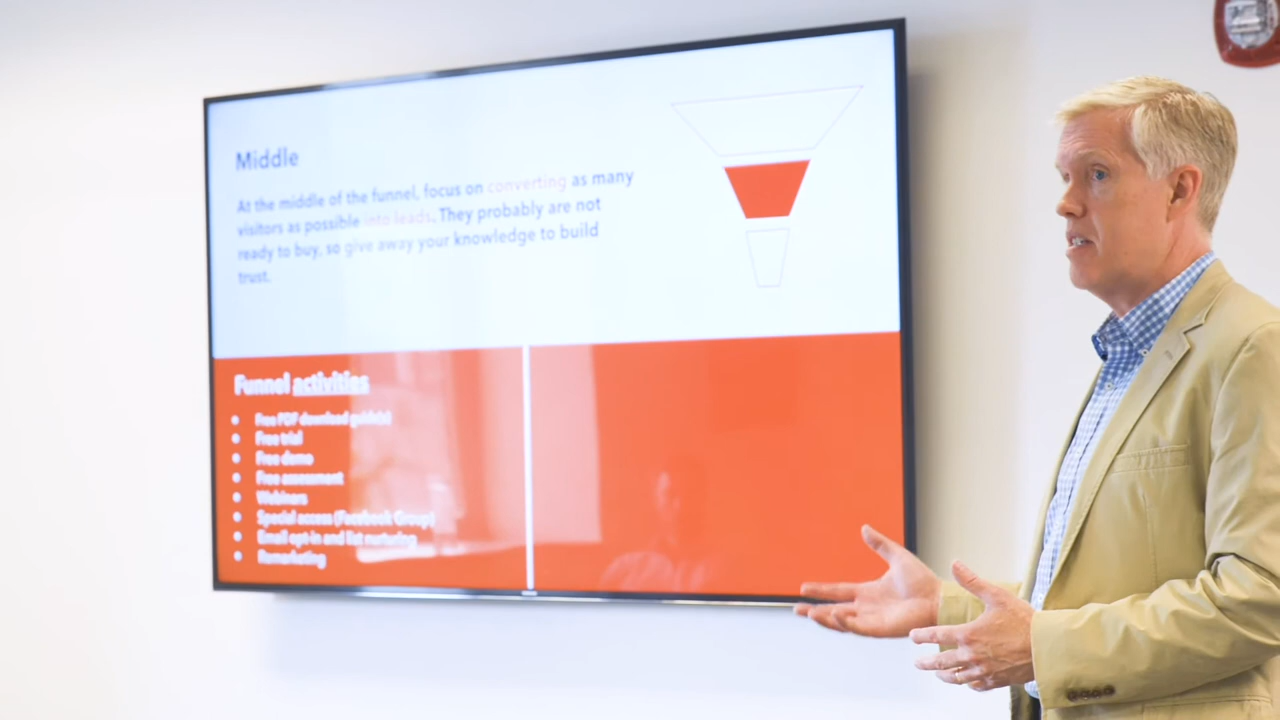 Middle
At the middle of the funnel, focus on converting as many
visitors as possible into leads. They probably are not
ready to buy, so give away your knowledge to build
trust.
Funnel activities
● Free PDF download guide(s)
● Free trial
● Free demo
● Free assessment
● Webinars
● Special access (Facebook Group)
● Email opt-in and list nurturing
● Remarketing